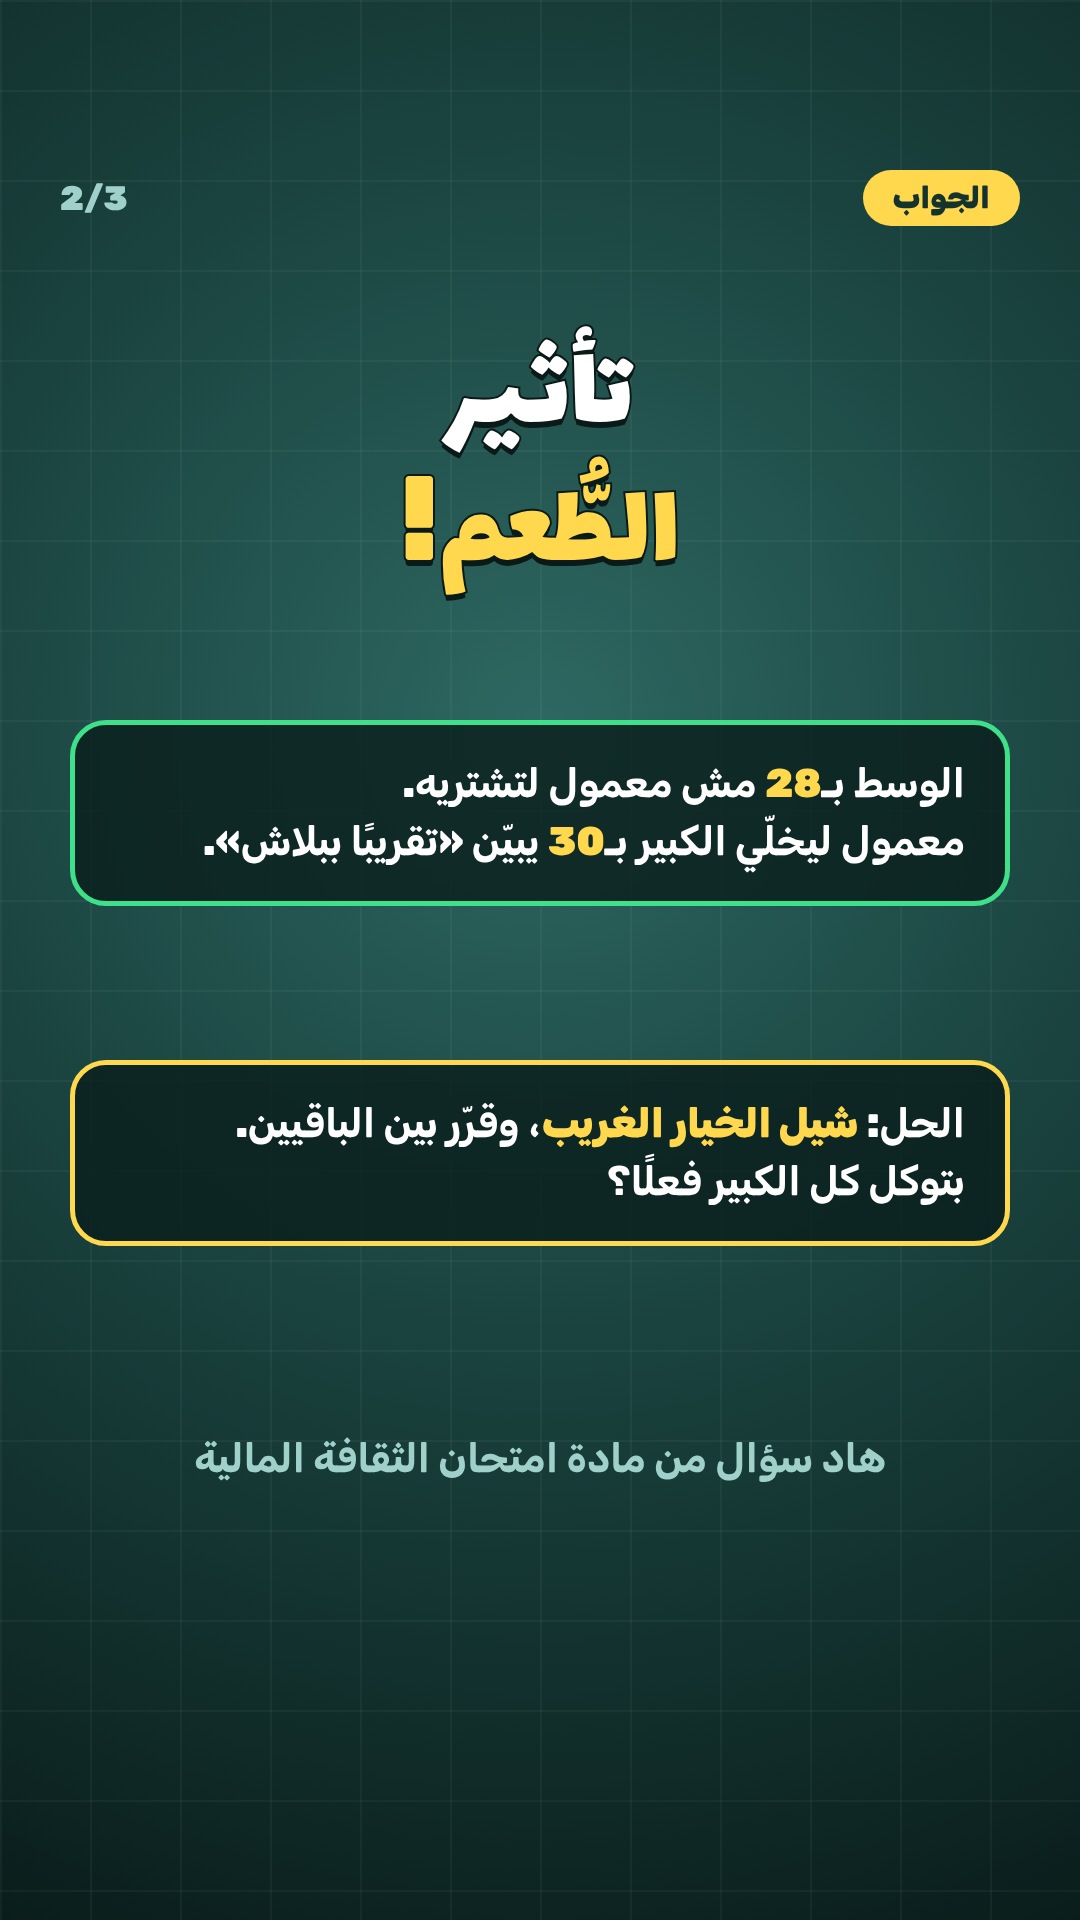 الجواب
2/3
تأثير
الطُّعم!
الوسط بـ28 مش معمول لتشتريه.
معمول ليخلّي الكبير بـ30 يبيّن «تقريبًا ببلاش».
الحل: شيل الخيار الغريب، وقرّر بين الباقيين.
بتوكل كل الكبير فعلًا؟
هاد سؤال من مادة امتحان الثقافة المالية